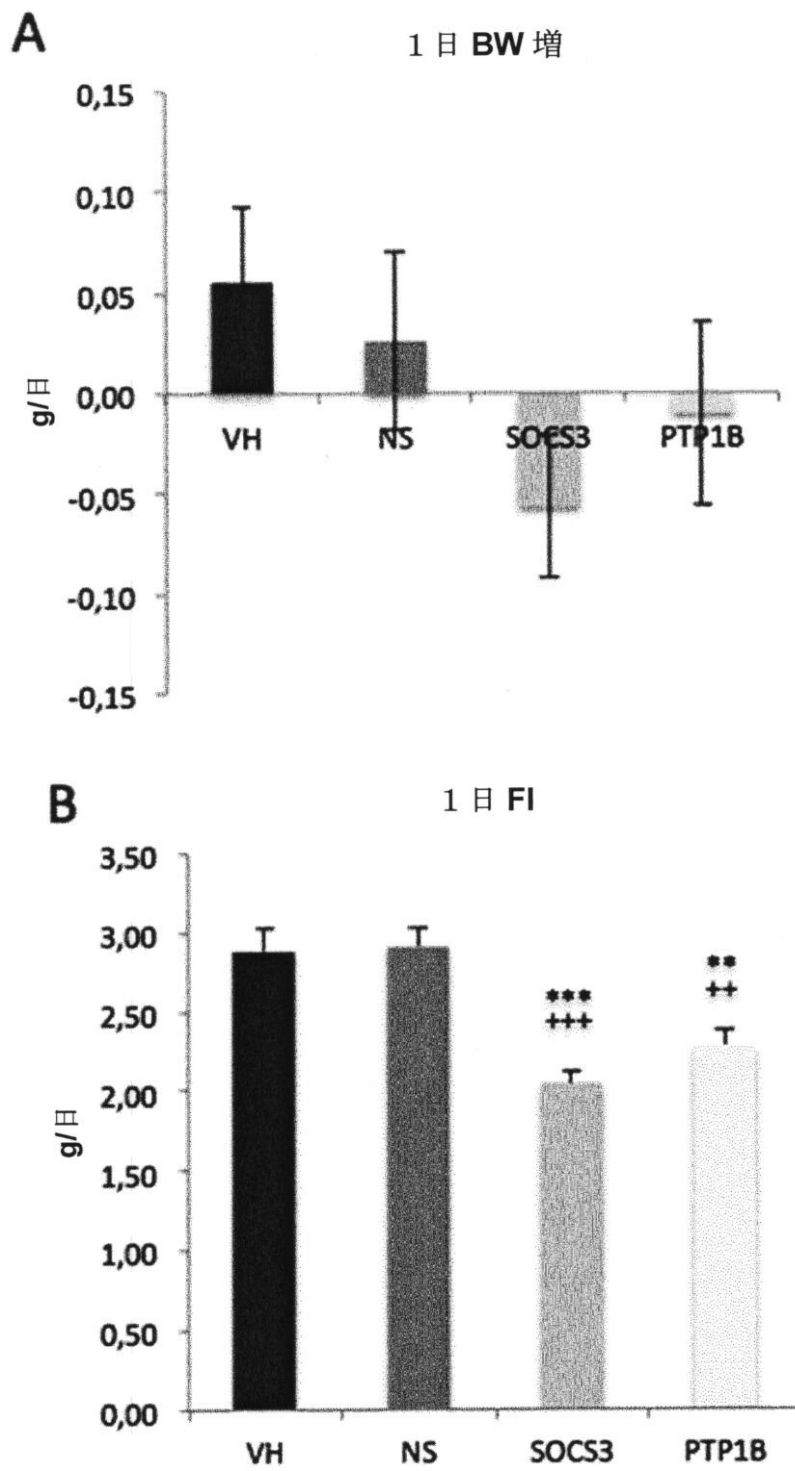 A
1 日 BW 増
0,15
0,10
0,05
0,00
-0,05
-0,10
-0,15
g/日
VH NS SOCS3 PTP1B
B
1 日 FI
3,50
3,00
2,50
2,00
1,50
1,00
0,50
0,00
g/日
*** **
+++ ++
VH NS SOCS3 PTP1B